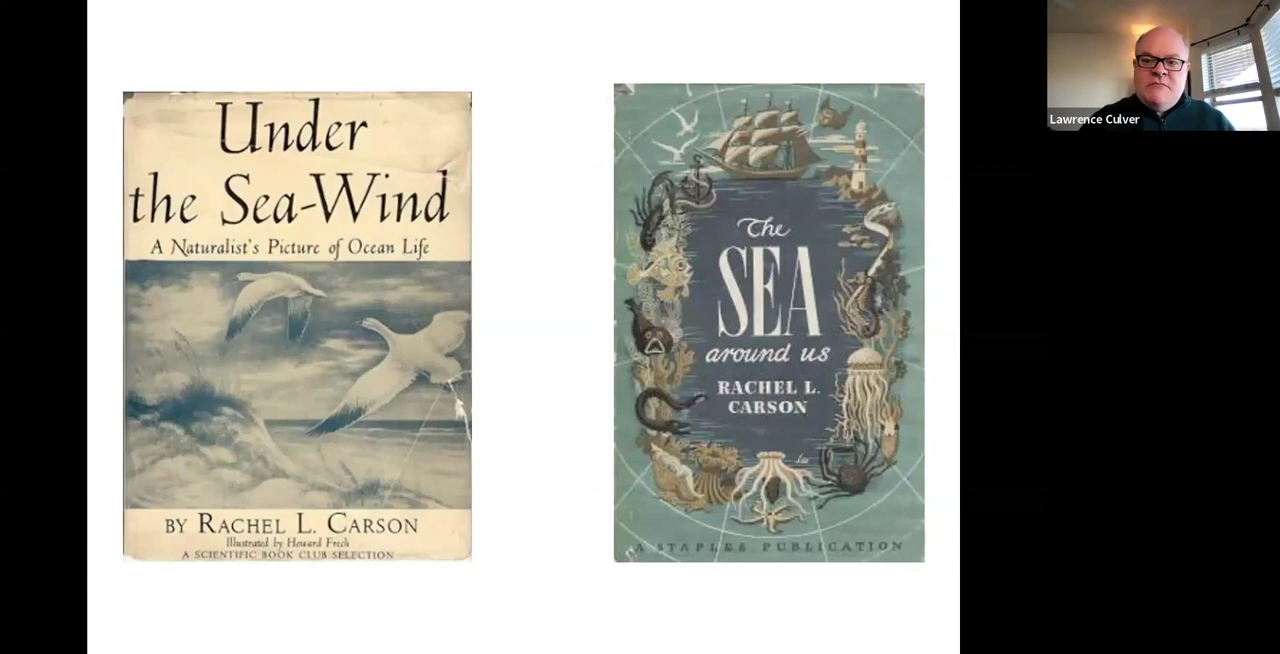 Under
the Sea-Wind
A Naturalist's Picture of Ocean Life
BY RACHEL L. CARSON
Illustrated by Howard Frech
A SCIENTIFIC BOOK CLUB SELECTION
The
SEA
around us
RACHEL L.
CARSON
A STAPLES PUBLICATION
Lawrence Culver